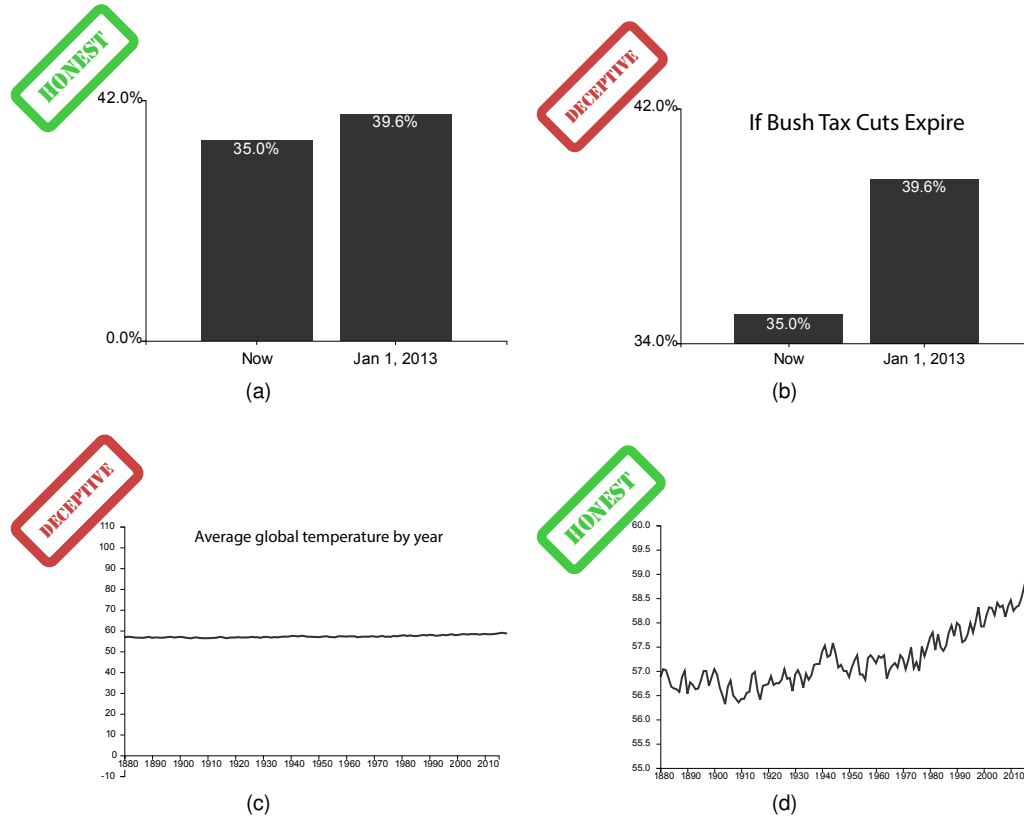 HONEST
42.0%
35.0%
39.6%
0.0%
Now Jan 1, 2013
(a)
DECEPTIVE
42.0%
If Bush Tax Cuts Expire
39.6%
35.0%
34.0%
Now Jan 1, 2013
(b)
DECEPTIVE
110
Average global temperature by year
100
90
80
70
60
50
40
30
20
10
0
1880 1890 1900 1910 1920 1930 1940 1950 1960 1970 1980 1990 2000 2010
-10
(c)
HONEST
60.0
59.5
59.0
58.5
58.0
57.5
57.0
56.5
56.0
55.5
55.0
1880 1890 1900 1910 1920 1930 1940 1950 1960 1970 1980 1990 2000 2010
(d)